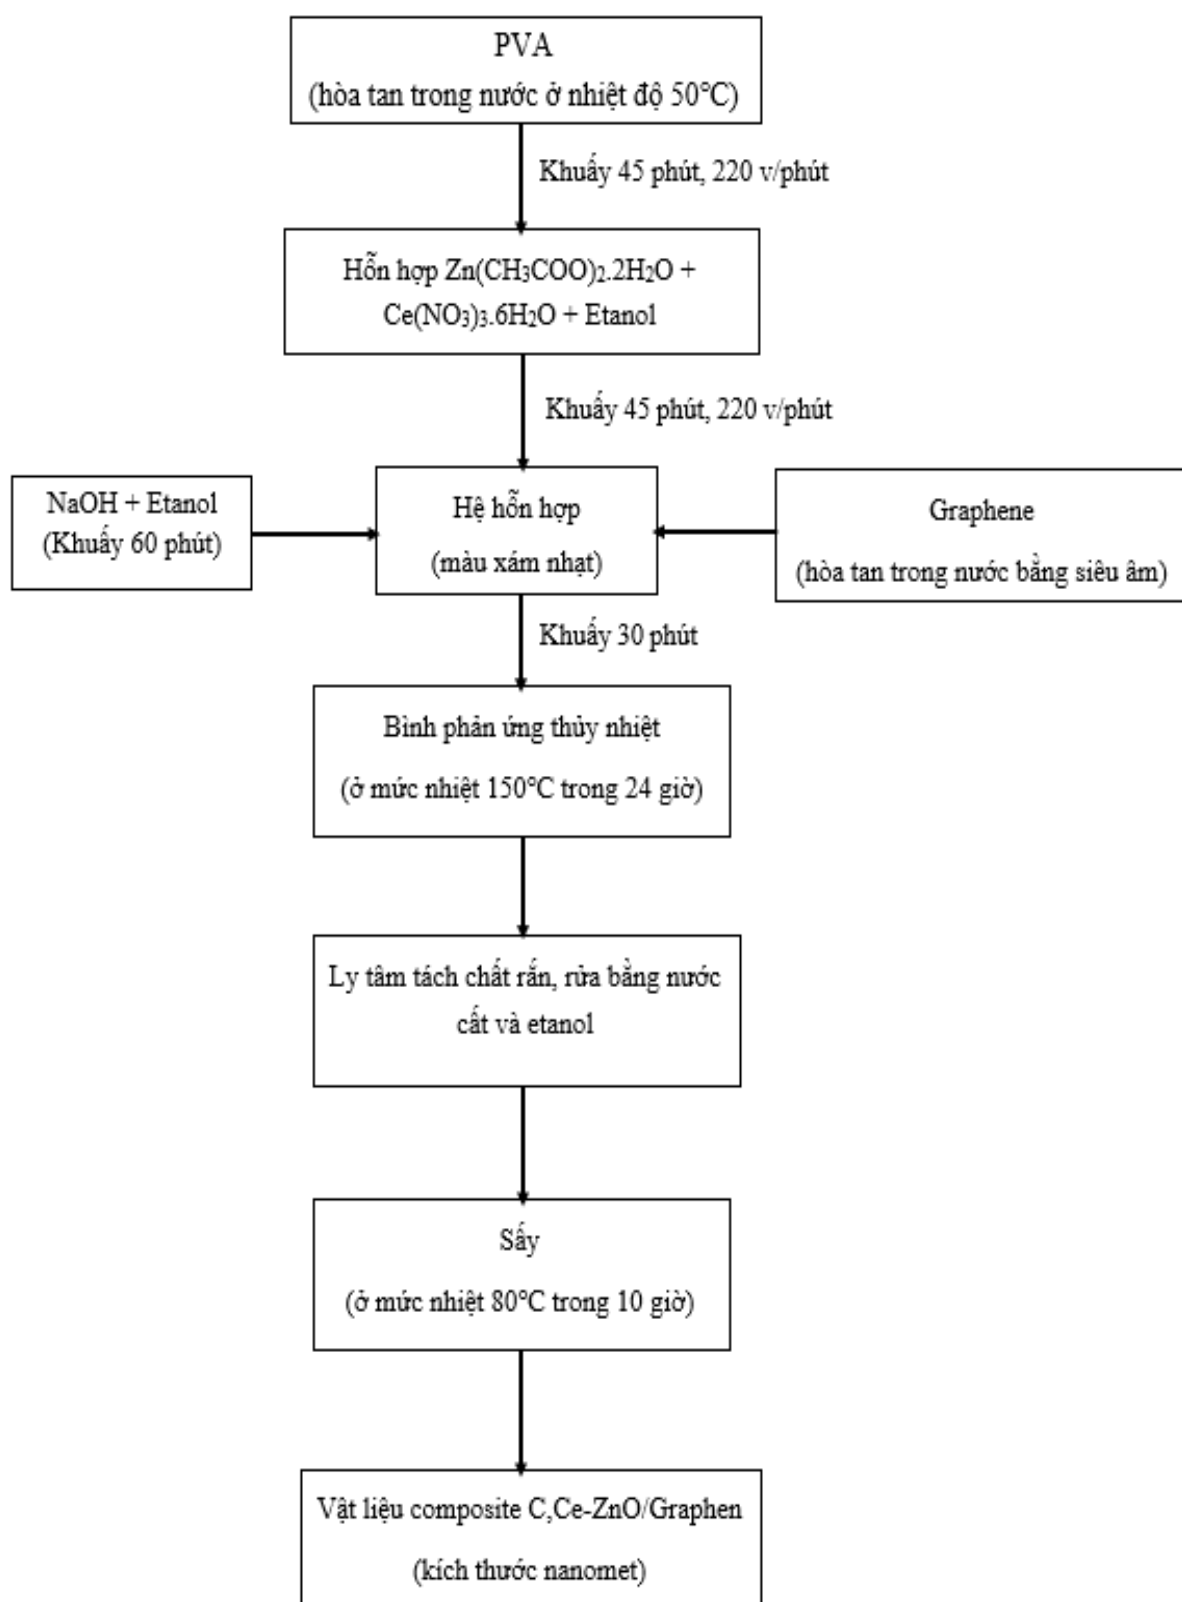 PVA
(hòa tan trong nước ở nhiệt độ 50℃)
Khuấy 45 phút, 220 v/phút
Hỗn hợp Zn(CH₃COO)₂.2H₂O +
Ce(NO₃)₃.6H₂O + Etanol
Khuấy 45 phút, 220 v/phút
NaOH + Etanol
(Khuấy 60 phút)
Hệ hỗn hợp
(màu xám nhạt)
Graphene
(hòa tan trong nước bằng siêu âm)
Khuấy 30 phút
Bình phản ứng thủy nhiệt
(ở mức nhiệt 150℃ trong 24 giờ)
Ly tâm tách chất rắn, rửa bằng nước
cất và etanol
Sấy
(ở mức nhiệt 80℃ trong 10 giờ)
Vật liệu composite C,Ce-ZnO/Graphen
(kích thước nanomet)